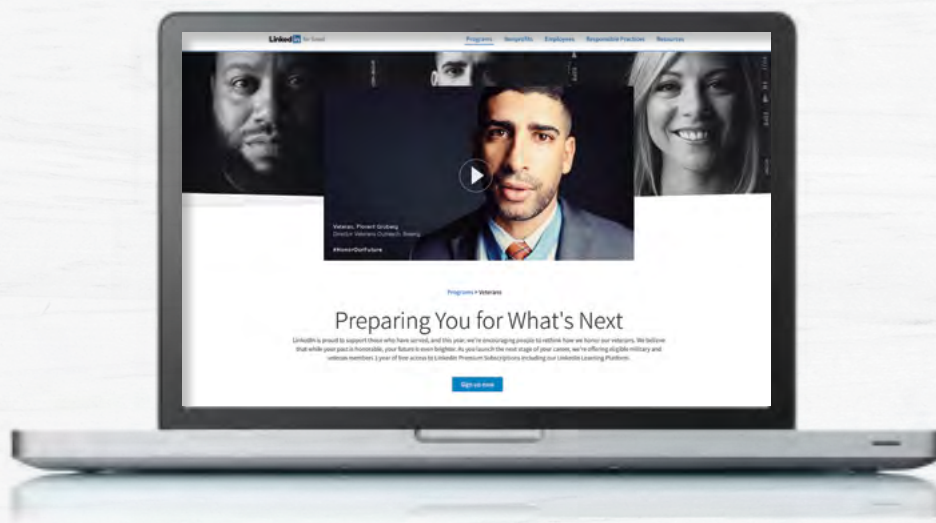 Linked in for Good
Programs Nonprofits Employees Responsible Practices Resources
Veteran, Florent Groberg
Director Veterans Outreach, Boeing
#HonorOurFuture
Programs > Veterans
Preparing You for What's Next
LinkedIn is proud to support those who have served, and this year, we're encouraging people to rethink how we honor our veterans. We believe
that while your past is honorable, your future is even brighter. As you launch the next stage of your career, we're offering eligible military and
veteran members 1 year of free access to LinkedIn Premium Subscriptions including our LinkedIn Learning Platform.
Sign up now